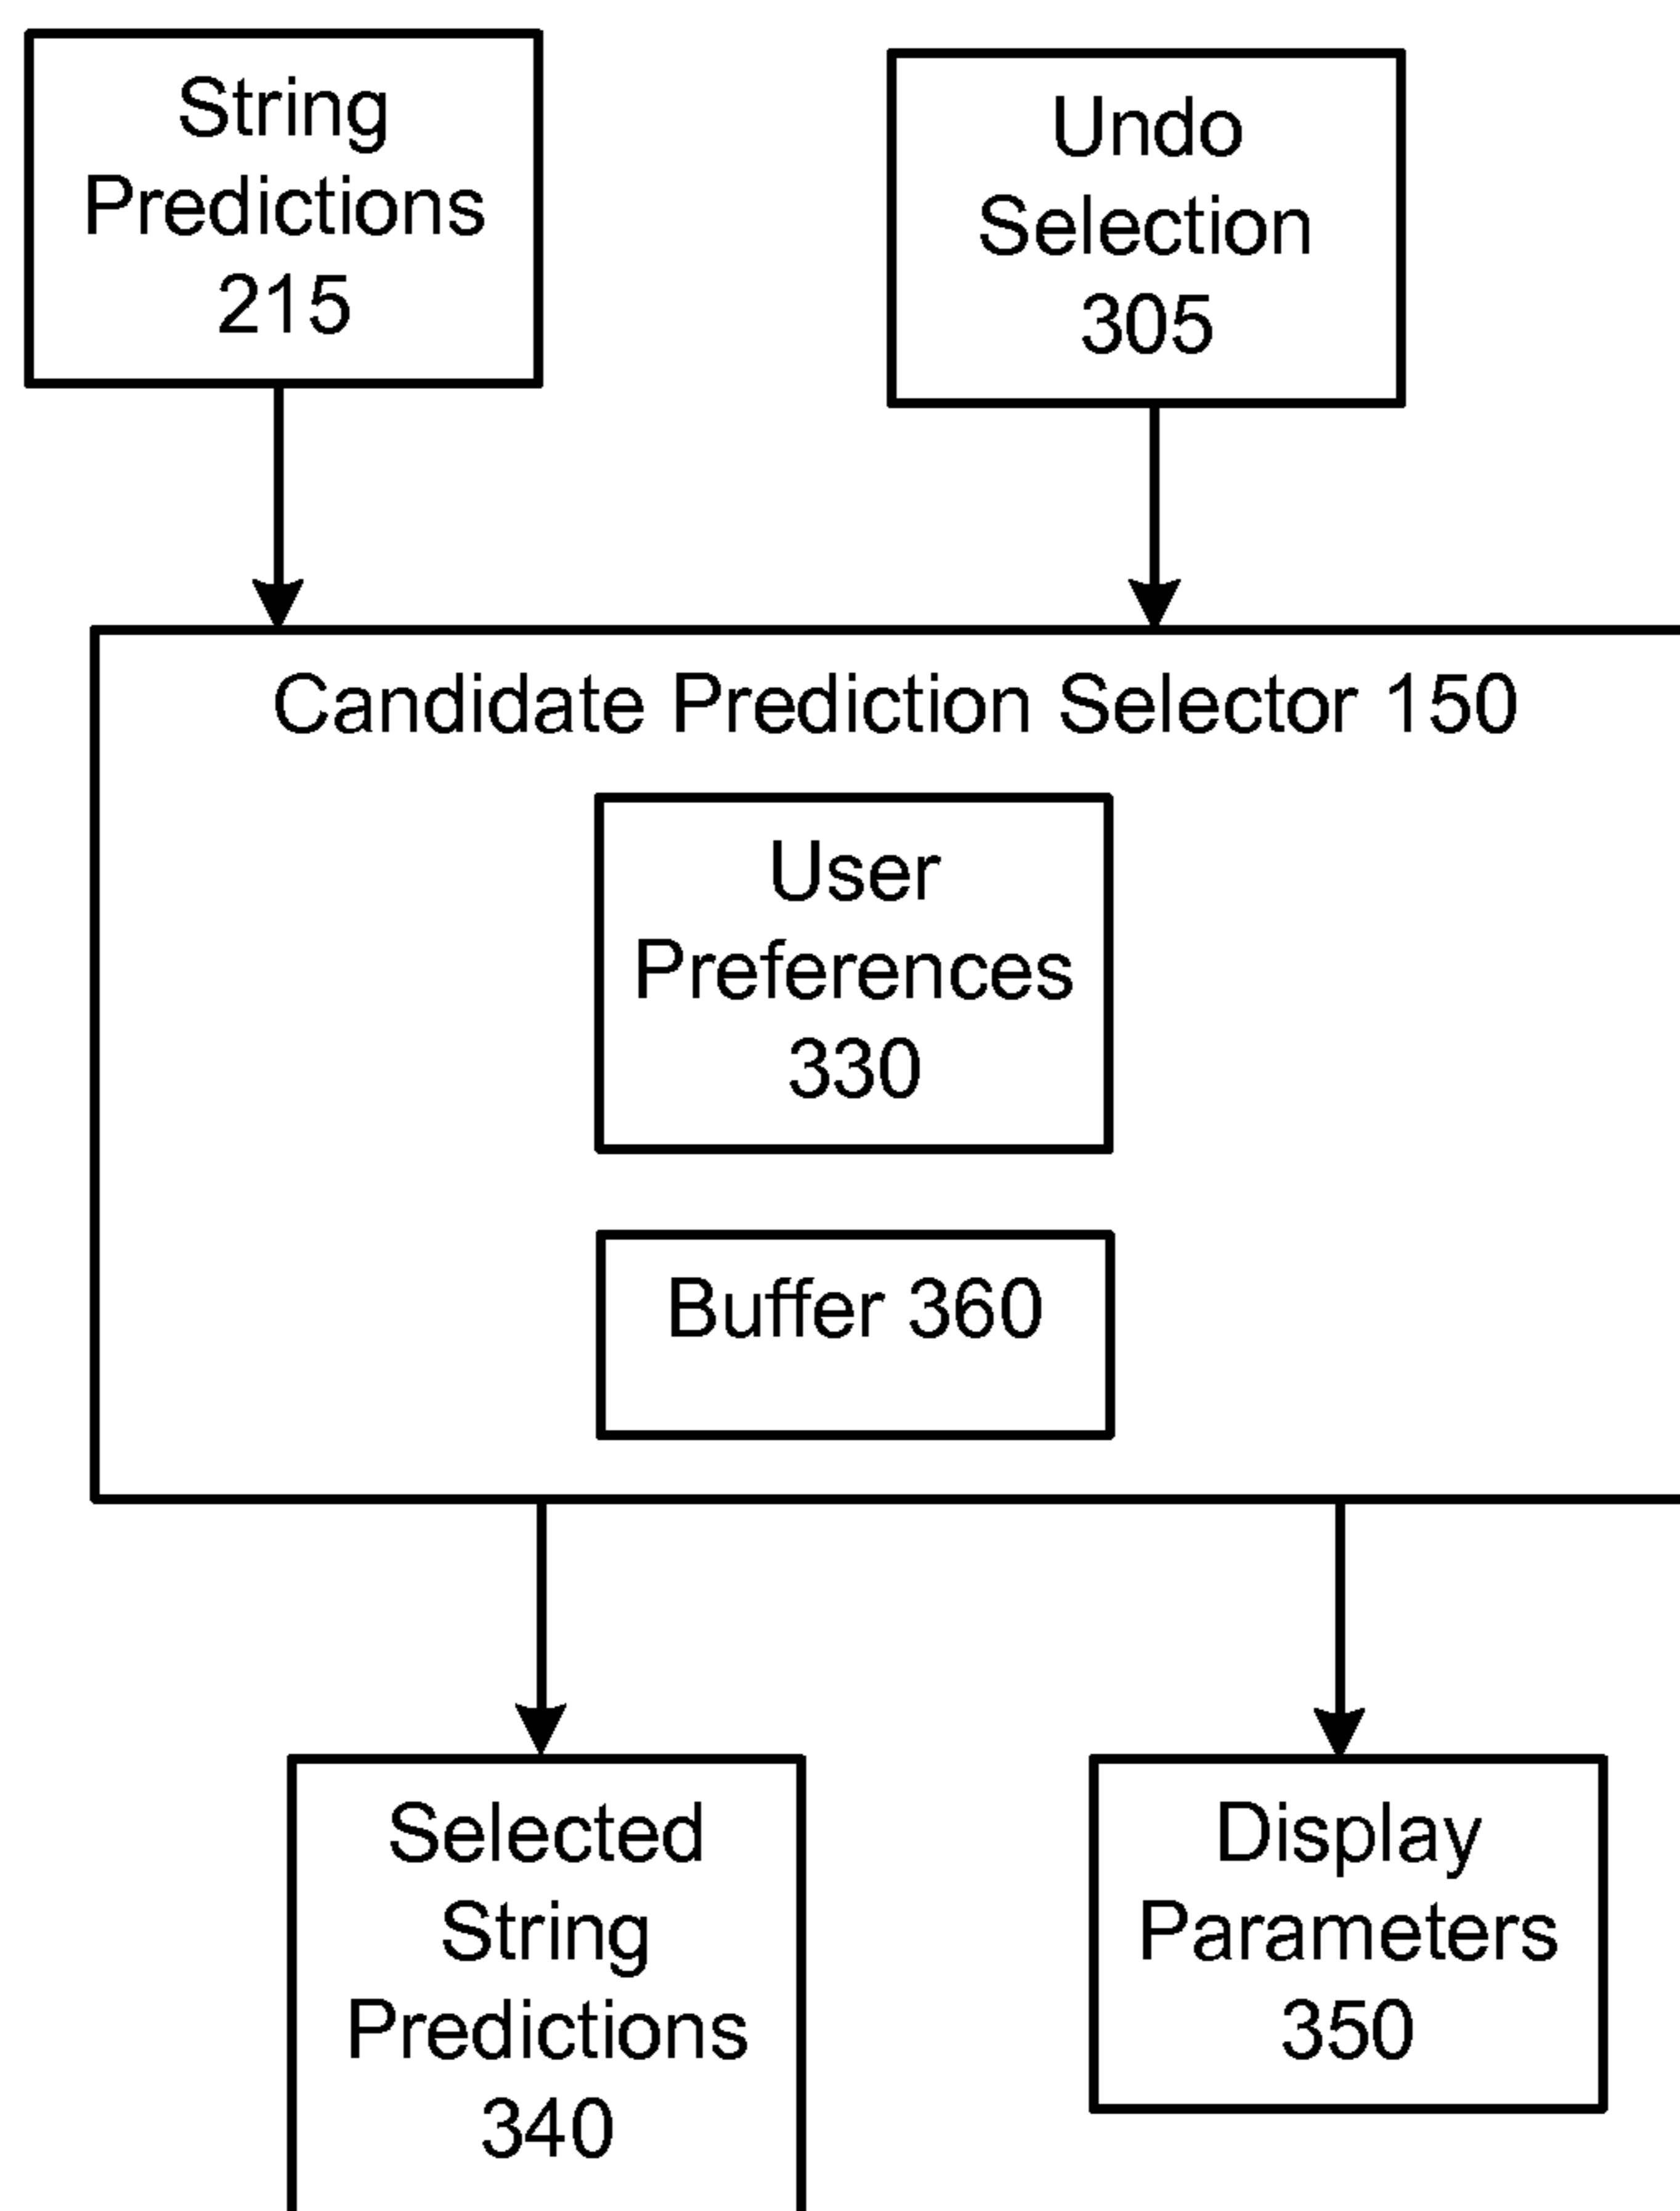 String
Predictions
215
Undo
Selection
305
Candidate Prediction Selector 150
User
Preferences
330
Buffer 360
Selected
String
Predictions
340
Display
Parameters
350